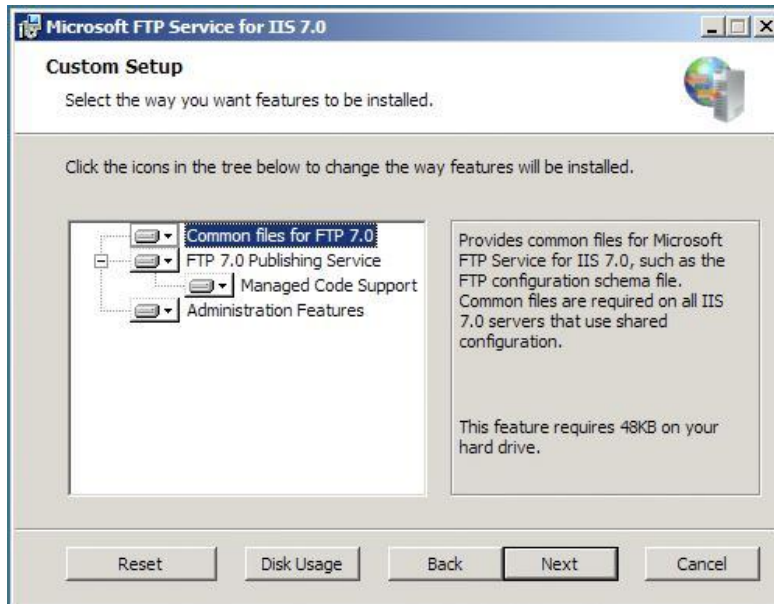 Microsoft FTP Service for IIS 7.0
Custom Setup
Select the way you want features to be installed.
Click the icons in the tree below to change the way features will be installed.
Common files for FTP 7.0
FTP 7.0 Publishing Service
Managed Code Support
Administration Features
Provides common files for Microsoft
FTP Service for IIS 7.0, such as the
FTP configuration schema file.
Common files are required on all IIS
7.0 servers that use shared
configuration.
This feature requires 48KB on your
hard drive.
Reset Disk Usage Back Next Cancel